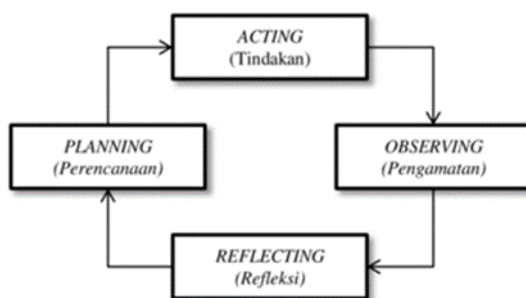 ACTING
(Tindakan)
PLANNING
(Perencanaan)
OBSERVING
(Pengamatan)
REFLECTING
(Refleksi)